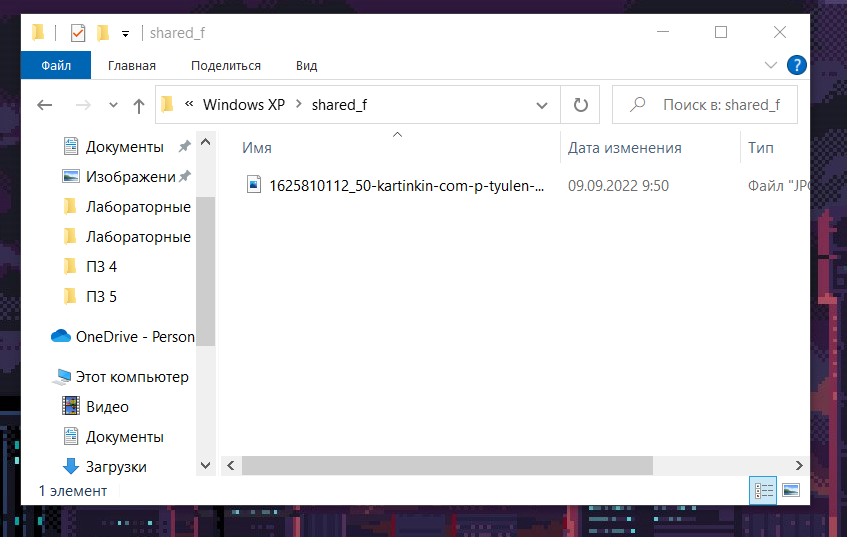 shared_f
Файл Главная Поделиться Вид
« Windows XP > shared_f Поиск в: shared_f
Имя Дата изменения Тип
1625810112_50-kartinkin-com-p-tyulen-... 09.09.2022 9:50 Файл "JPG
Документы
Изображени
Лабораторные
Лабораторные
ПЗ 4
ПЗ 5
OneDrive - Person
Этот компьютер
Видео
Документы
Загрузки
1 элемент